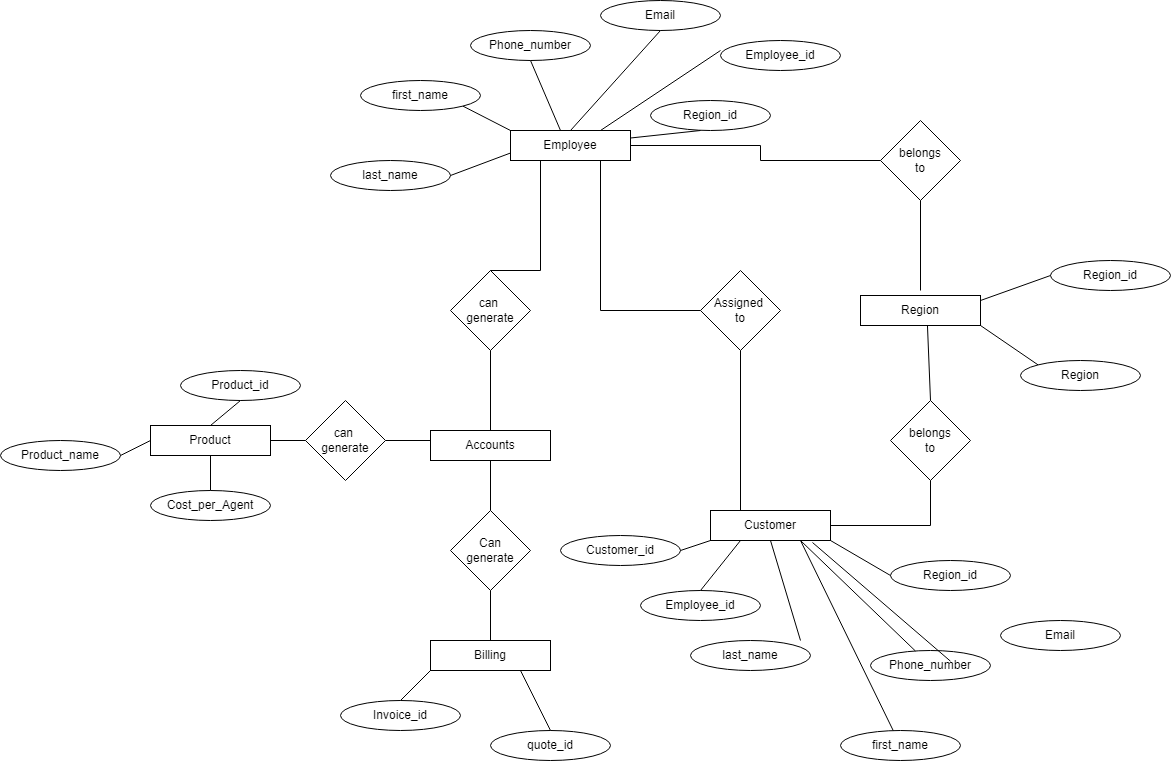 Email
Phone_number
Employee_id
first_name
Region_id
Employee
belongs
to
last_name
Region_id
can
generate
Assigned
to
Region
Region
Product_id
can
generate
belongs
to
Product
Accounts
Product_name
Cost_per_Agent
Customer
Can
generate
Customer_id
Region_id
Employee_id
Email
last_name
Phone_number
Billing
Invoice_id
quote_id
first_name